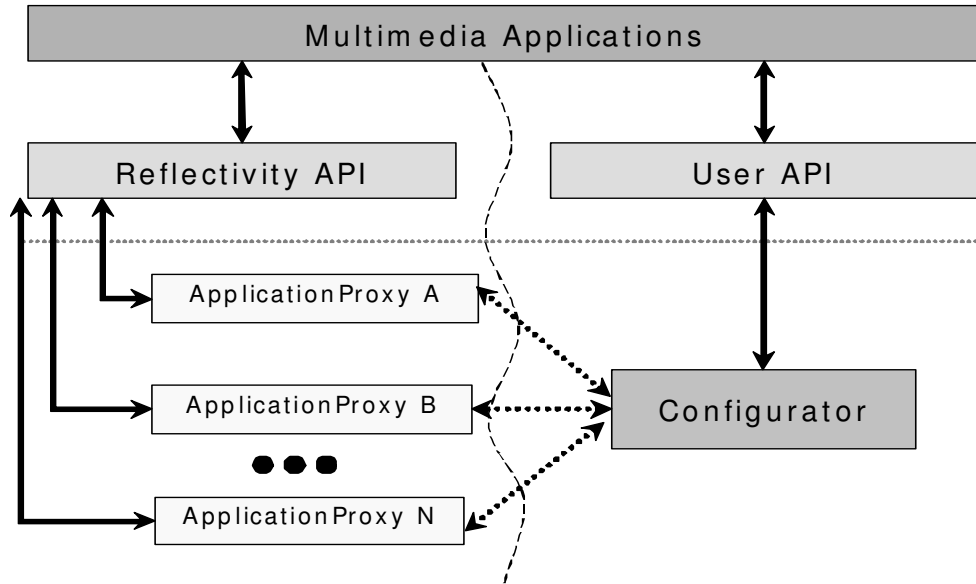 Multimedia Applications
Reflectivity API
User API
ApplicationProxy A
ApplicationProxy B
Configurator
ApplicationProxy N